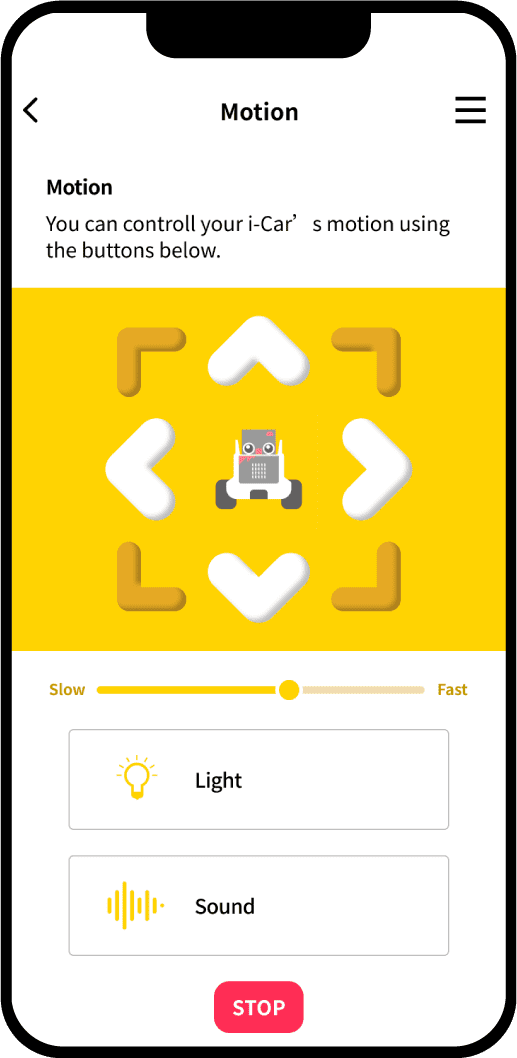 Motion
Motion
You can controll your i-Car’ s motion using
the buttons below.
Slow
Fast
Light
Sound
STOP